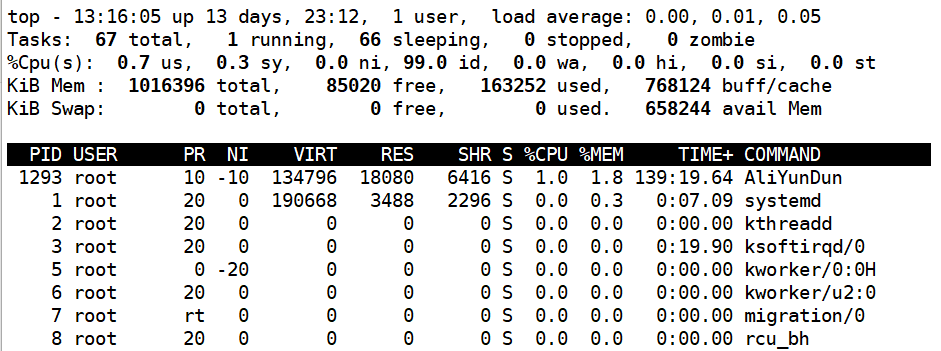 top - 13:16:05 up 13 days, 23:12,  1 user,  load average: 0.00, 0.01, 0.05
Tasks:  67 total,   1 running,  66 sleeping,   0 stopped,   0 zombie
%Cpu(s):  0.7 us,  0.3 sy,  0.0 ni, 99.0 id,  0.0 wa,  0.0 hi,  0.0 si,  0.0 st
KiB Mem :  1016396 total,    85020 free,   163252 used,   768124 buff/cache
KiB Swap:        0 total,        0 free,        0 used.   658244 avail Mem
  PID USER      PR  NI    VIRT    RES    SHR S %CPU %MEM     TIME+ COMMAND
 1293 root      10 -10  134796  18080   6416 S  1.0  1.8 139:19.64 AliYunDun
    1 root      20   0  190668   3488   2296 S  0.0  0.3   0:07.09 systemd
    2 root      20   0       0      0      0 S  0.0  0.0   0:00.00 kthreadd
    3 root      20   0       0      0      0 S  0.0  0.0   0:19.90 ksoftirqd/0
    5 root       0 -20       0      0      0 S  0.0  0.0   0:00.00 kworker/0:0H
    6 root      20   0       0      0      0 S  0.0  0.0   0:00.00 kworker/u2:0
    7 root      rt   0       0      0      0 S  0.0  0.0   0:00.00 migration/0
    8 root      20   0       0      0      0 S  0.0  0.0   0:00.00 rcu_bh